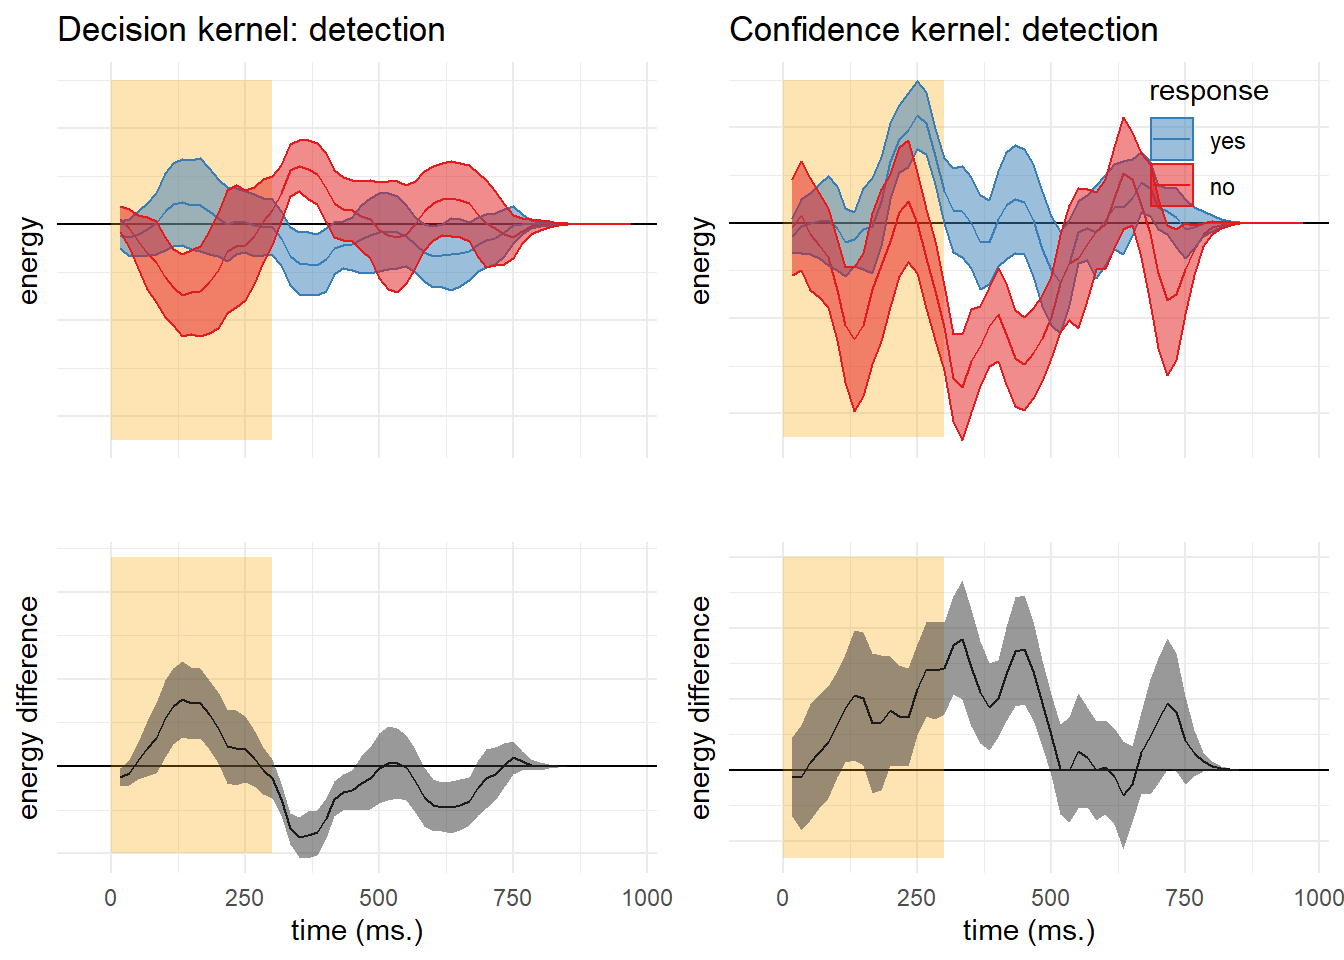 Decision kernel: detection
Confidence kernel: detection
energy
energy
response
yes
no
energy difference
energy difference
0 250 500 750 1000
0 250 500 750 1000
time (ms.)
time (ms.)